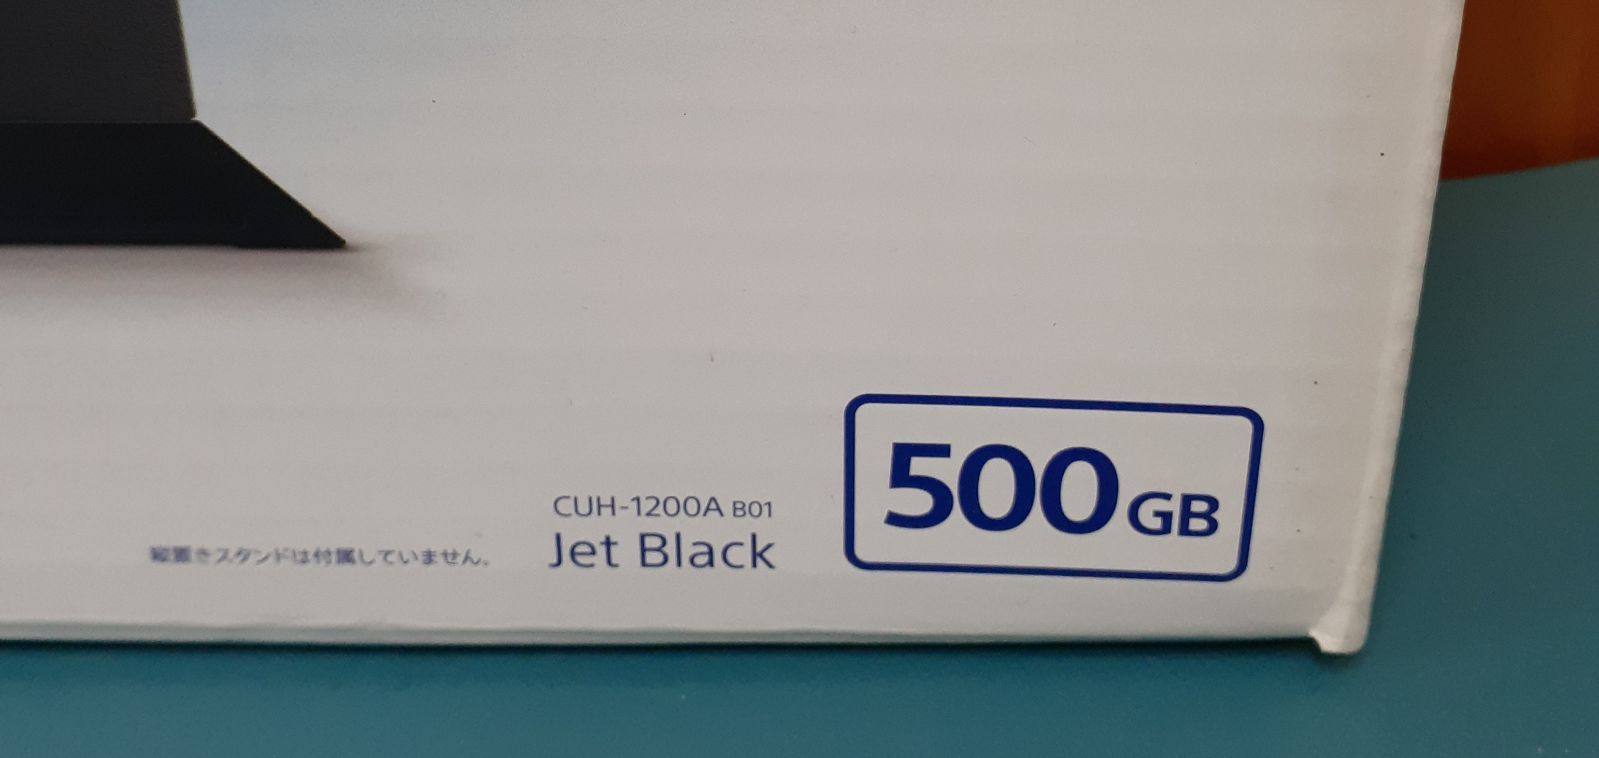 縦置きスタンドは付属していません。
CUH-1200A B01
Jet Black
500GB